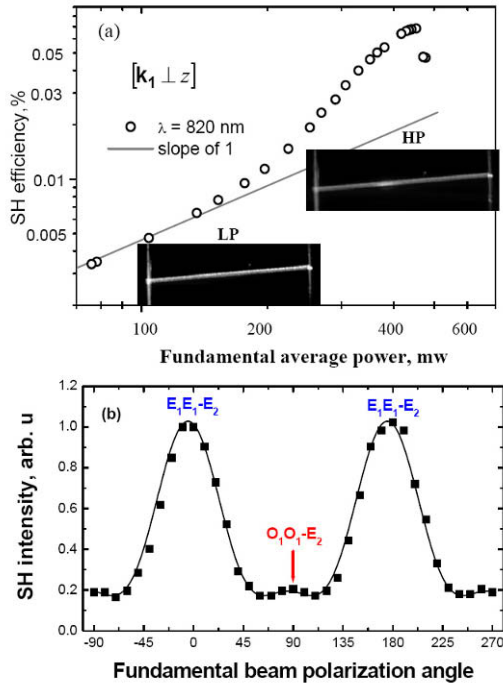 (a)
[k₁ ⊥ z]
λ = 820 nm
slope of 1
HP
LP
SH efficiency, %
0.05
0.03
0.01
0.005
100
200
400
600
Fundamental average power, mw
(b)
E₁E₁-E₂
E₁E₁-E₂
O₁O₁-E₂
SH intensity, arb. u
1.2
1.0
0.8
0.6
0.4
0.2
0.0
-90
-45
0
45
90
135
180
225
270
Fundamental beam polarization angle